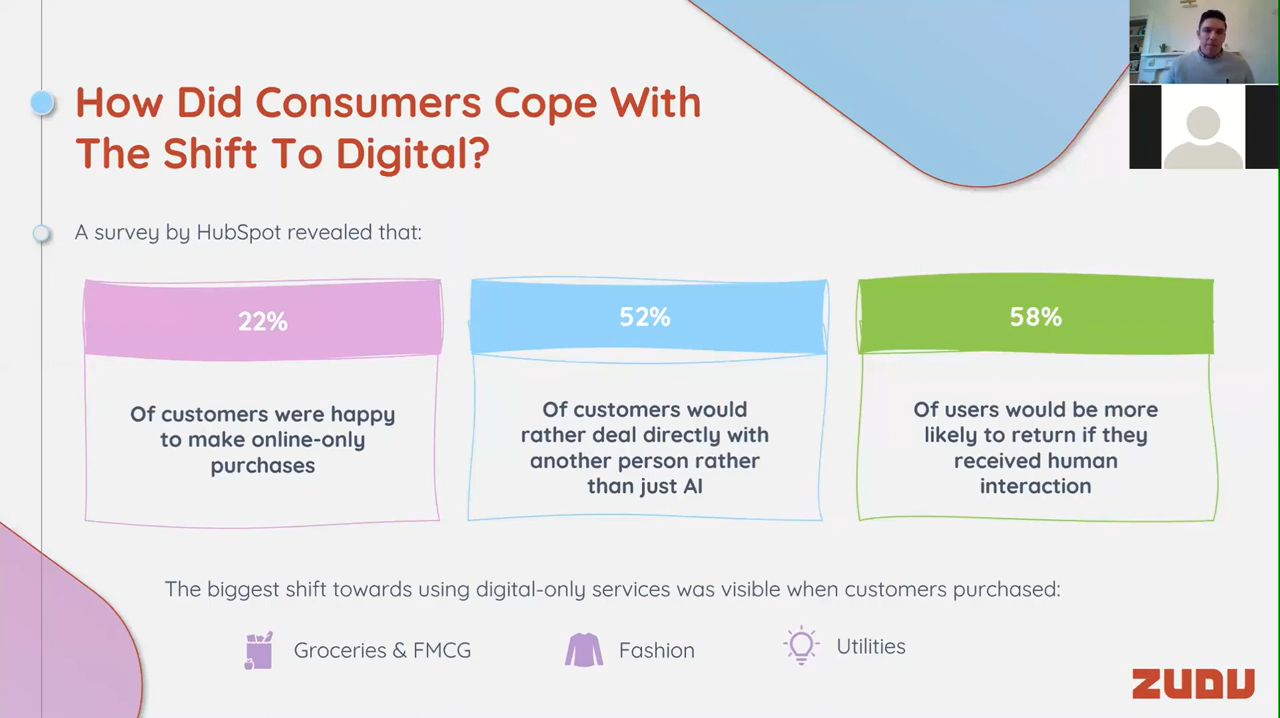 How Did Consumers Cope With
The Shift To Digital?
A survey by HubSpot revealed that:
22%
Of customers were happy
to make online-only
purchases
52%
Of customers would
rather deal directly with
another person rather
than just AI
58%
Of users would be more
likely to return if they
received human
interaction
The biggest shift towards using digital-only services was visible when customers purchased:
Groceries & FMCG
Fashion
Utilities
ZUDU